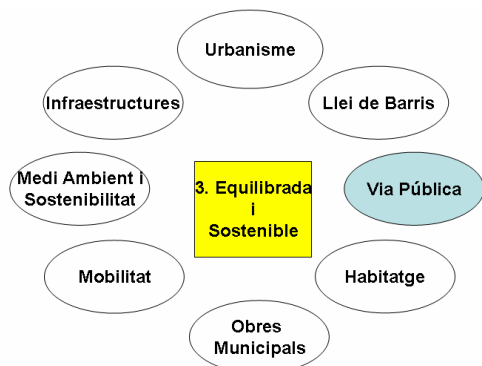 Urbanisme
Infraestructures
Llei de Barris
Medi Ambient i
Sostenibilitat
3. Equilibrada
i
Sostenible
Via Pública
Mobilitat
Habitatge
Obres
Municipals